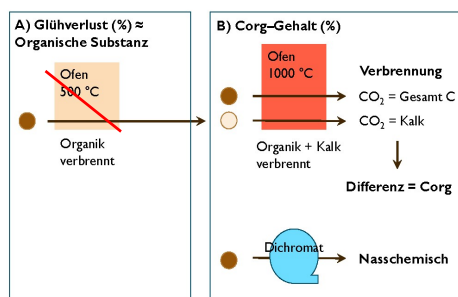 A) Glühverlust (%) ≈
Organische Substanz
Ofen
500 °C
Organik
verbrennt
B) Corg–Gehalt (%)
Ofen
1000 °C
Verbrennung
CO₂ = Gesamt C
CO₂ = Kalk
Organik + Kalk
verbrennt
Differenz = Corg
Dichromat
Nasschemisch